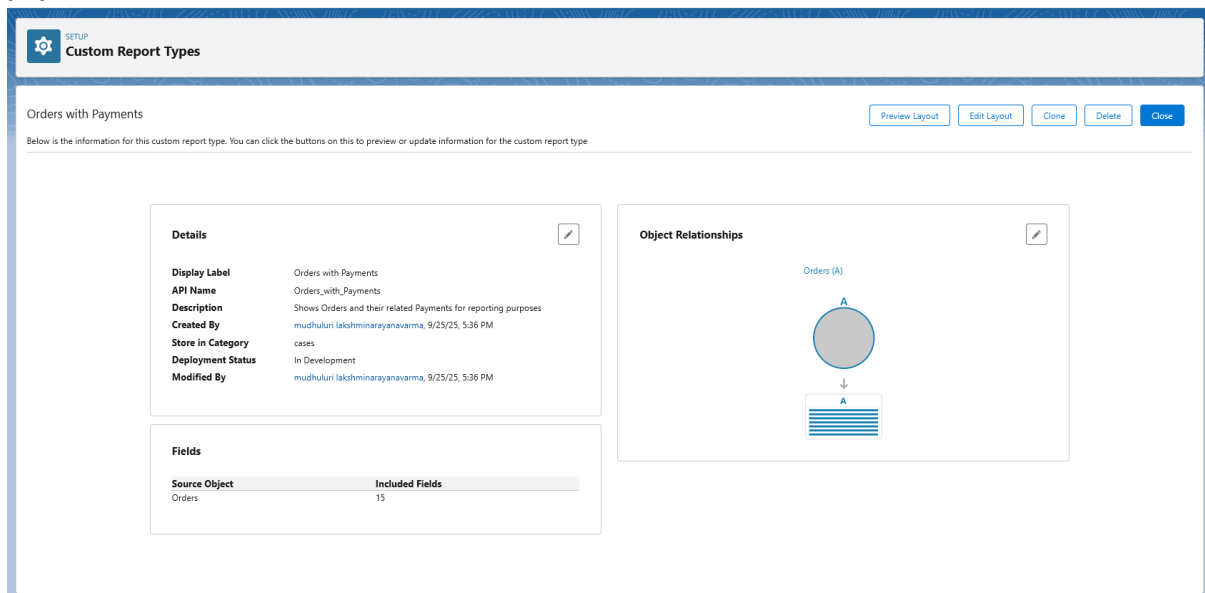 SETUP
Custom Report Types
Orders with Payments
Preview Layout
Edit Layout
Clone
Delete
Close
Below is the information for this custom report type. You can click the buttons on this to preview or update information for the custom report type
Details
Display Label Orders with Payments
API Name Orders_with_Payments
Description Shows Orders and their related Payments for reporting purposes
Created By mudhuluri lakshminarayanavarma, 9/25/25, 5:36 PM
Store in Category cases
Deployment Status In Development
Modified By mudhuluri lakshminarayanavarma, 9/25/25, 5:36 PM
Fields
Source Object Included Fields
Orders 15
Object Relationships
Orders (A)
A
A